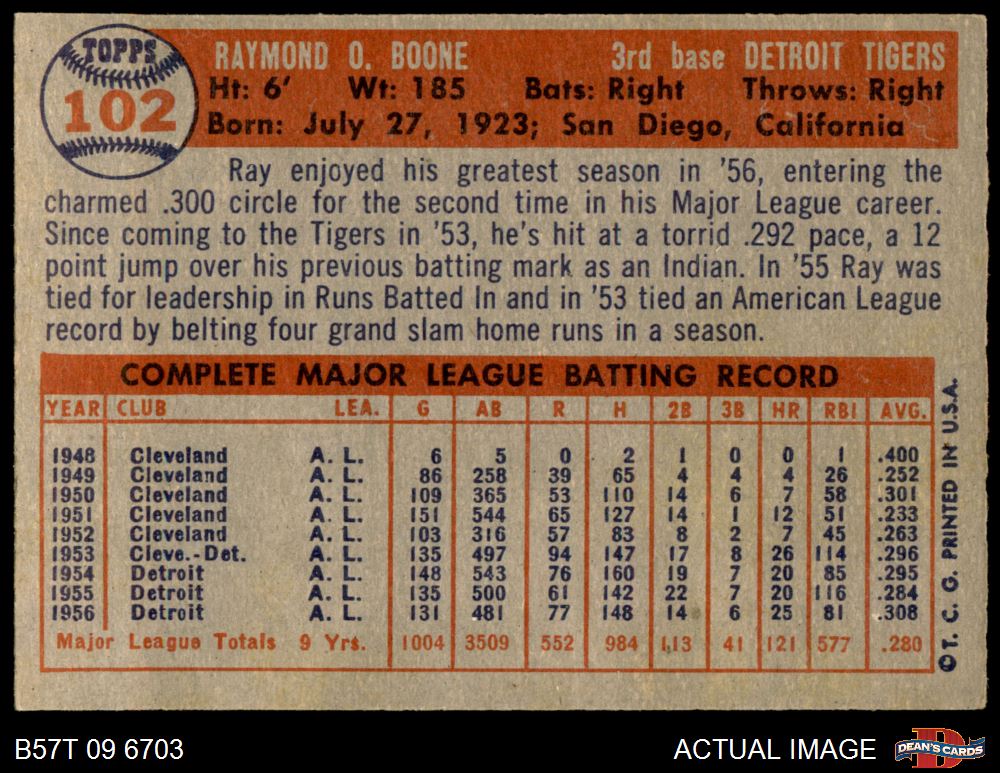 TOPPS
102
RAYMOND O. BOONE 3rd base DETROIT TIGERS
Ht: 6' Wt: 185 Bats: Right Throws: Right
Born: July 27, 1923; San Diego, California
Ray enjoyed his greatest season in '56, entering the
charmed .300 circle for the second time in his Major League career.
Since coming to the Tigers in '53, he's hit at a torrid .292 pace, a 12
point jump over his previous batting mark as an Indian. In '55 Ray was
tied for leadership in Runs Batted In and in '53 tied an American League
record by belting four grand slam home runs in a season.
COMPLETE MAJOR LEAGUE BATTING RECORD
YEAR CLUB LEA. G AB R H 2B 3B HR RBI AVG.
1948 Cleveland A. L. 6 5 0 2 1 0 0 1 .400
1949 Cleveland A. L. 86 258 39 65 4 4 4 26 .252
1950 Cleveland A. L. 109 365 53 110 14 6 7 58 .301
1951 Cleveland A. L. 151 544 65 127 14 1 12 51 .233
1952 Cleveland A. L. 103 316 57 83 8 2 7 45 .263
1953 Cleve.-Det. A. L. 135 497 94 147 17 8 26 114 .296
1954 Detroit A. L. 148 543 76 160 19 7 20 85 .295
1955 Detroit A. L. 135 500 61 142 22 7 20 116 .284
1956 Detroit A. L. 131 481 77 148 14 6 25 81 .308
Major League Totals 9 Yrs. 1004 3509 552 984 113 41 121 577 .280
©T. C. G. PRINTED IN U.S.A.
B57T 09 6703 ACTUAL IMAGE DEAN'S CARDS